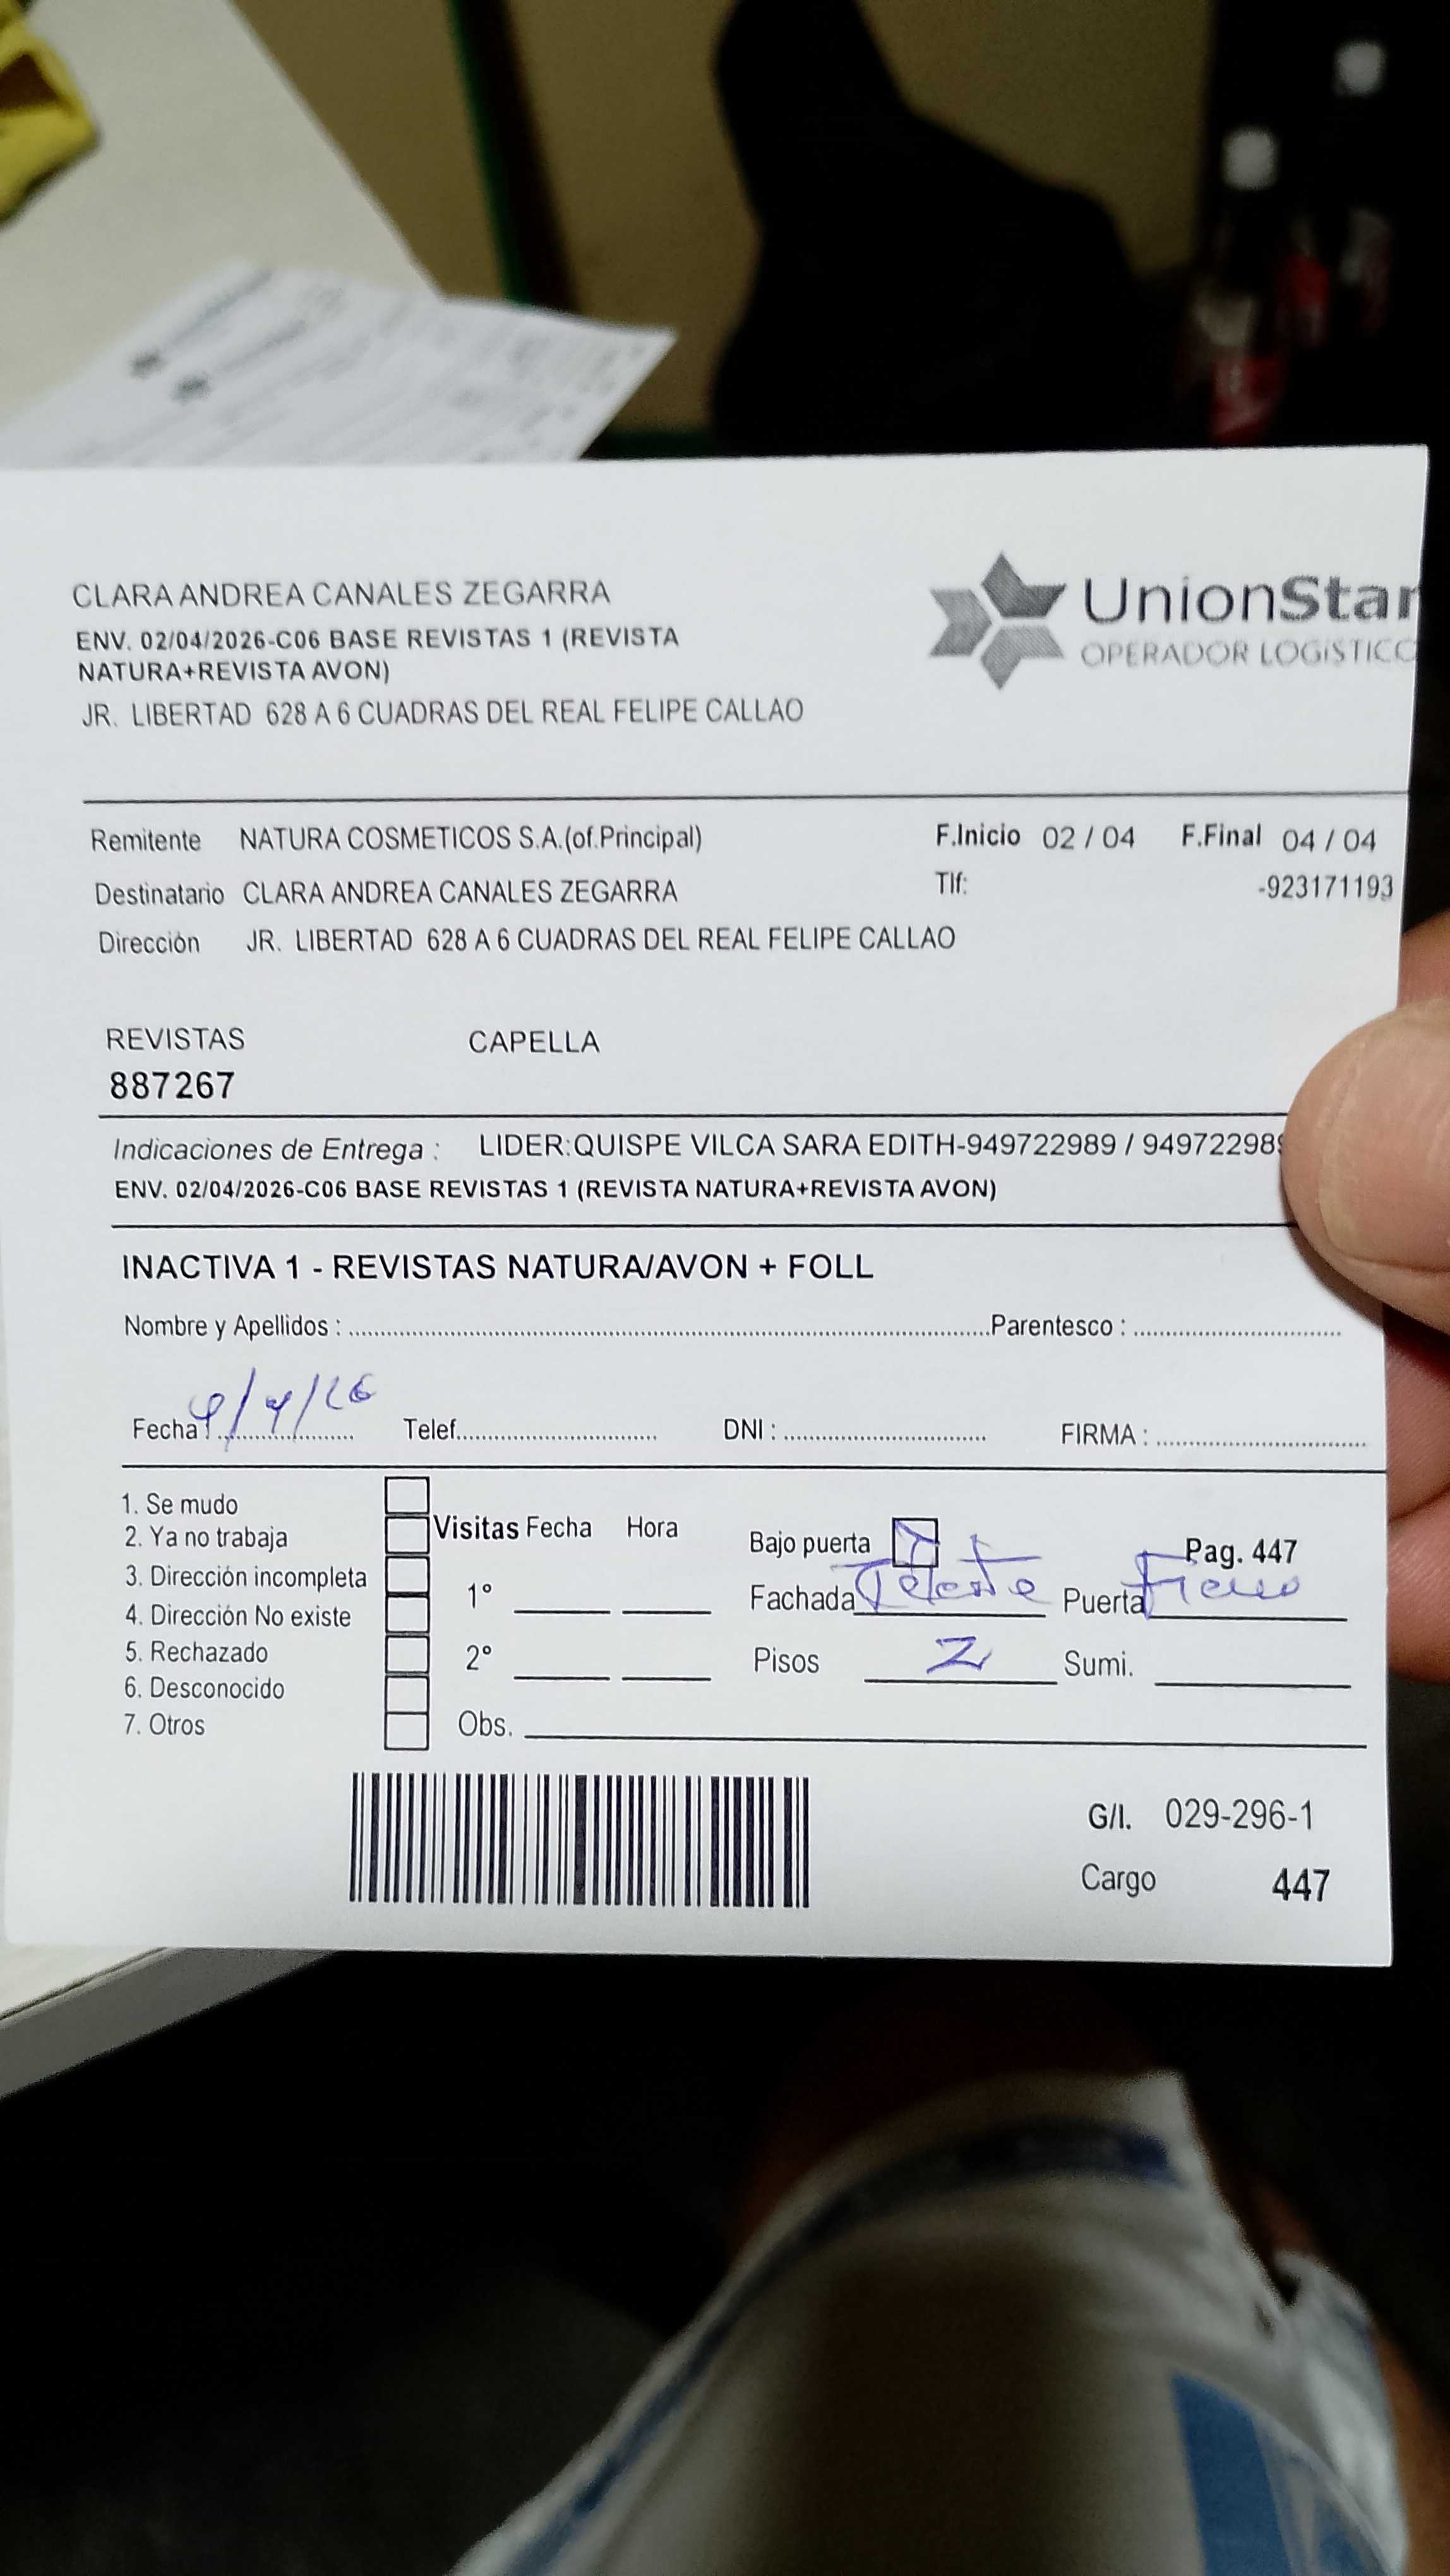 CLARA ANDREA CANALES ZEGARRA
ENV. 02/04/2026-C06 BASE REVISTAS 1 (REVISTA
NATURA+REVISTA AVON)
JR. LIBERTAD 628 A 6 CUADRAS DEL REAL FELIPE CALLAO
UnionStar
OPERADOR LOGíSTICO
Remitente NATURA COSMETICOS S.A.(of.Principal) F.Inicio 02 / 04 F.Final 04 / 04
Destinatario CLARA ANDREA CANALES ZEGARRA Tlf: -923171193
Dirección JR. LIBERTAD 628 A 6 CUADRAS DEL REAL FELIPE CALLAO
REVISTAS CAPELLA
887267
Indicaciones de Entrega : LIDER:QUISPE VILCA SARA EDITH-949722989 / 949722989
ENV. 02/04/2026-C06 BASE REVISTAS 1 (REVISTA NATURA+REVISTA AVON)
INACTIVA 1 - REVISTAS NATURA/AVON + FOLL
Nombre y Apellidos : Parentesco :
Fecha : 4/4/26 Telef. DNI : FIRMA :
1. Se mudo
2. Ya no trabaja
3. Dirección incompleta
4. Dirección No existe
5. Rechazado
6. Desconocido
7. Otros
Visitas Fecha Hora
1°
2°
Obs.
Bajo puerta Pag. 447
Fachada Celeste Puerta Fierro
Pisos 2 Sumi.
G/I. 029-296-1
Cargo 447